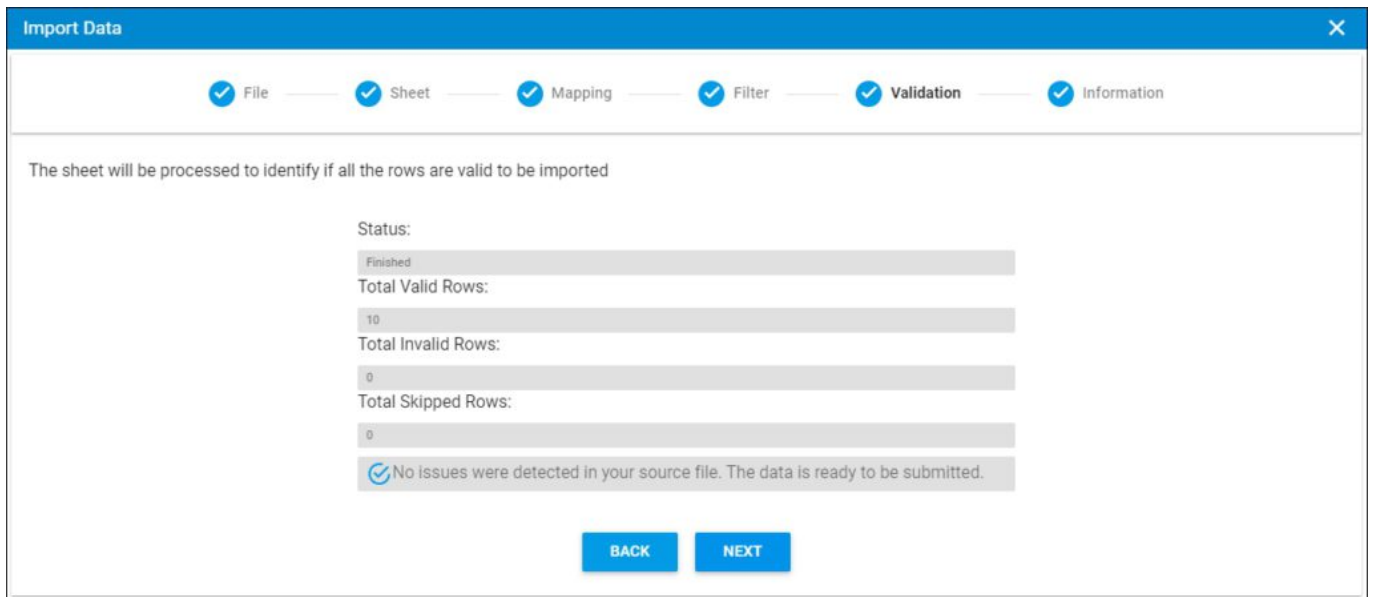 Import Data
File Sheet Mapping Filter Validation Information
The sheet will be processed to identify if all the rows are valid to be imported
Status:
Finished
Total Valid Rows:
10
Total Invalid Rows:
0
Total Skipped Rows:
0
No issues were detected in your source file. The data is ready to be submitted.
BACK NEXT